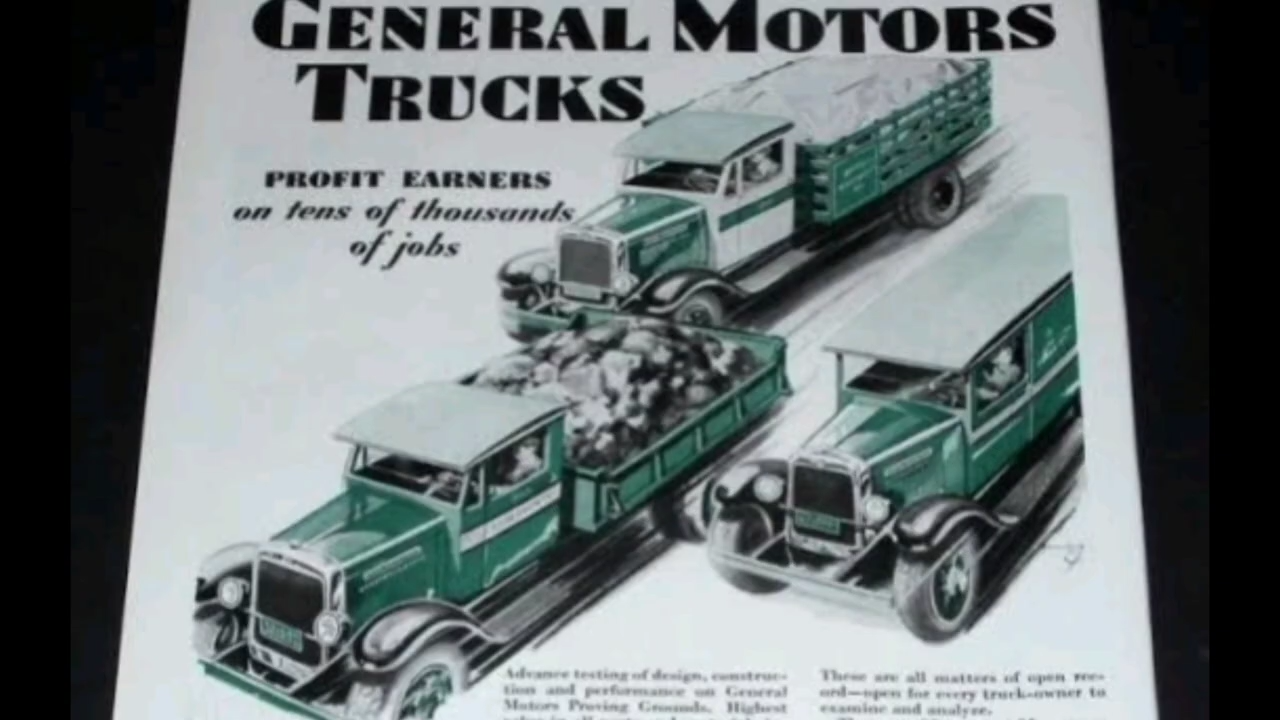 GENERAL MOTORS
TRUCKS
PROFIT EARNERS
on tens of thousands
of jobs
Advance testing of design, construc-
tion and performance on General
Motors Proving Grounds. Highest
These are all matters of open rec-
ord—open for every truck-owner to
examine and analyze.